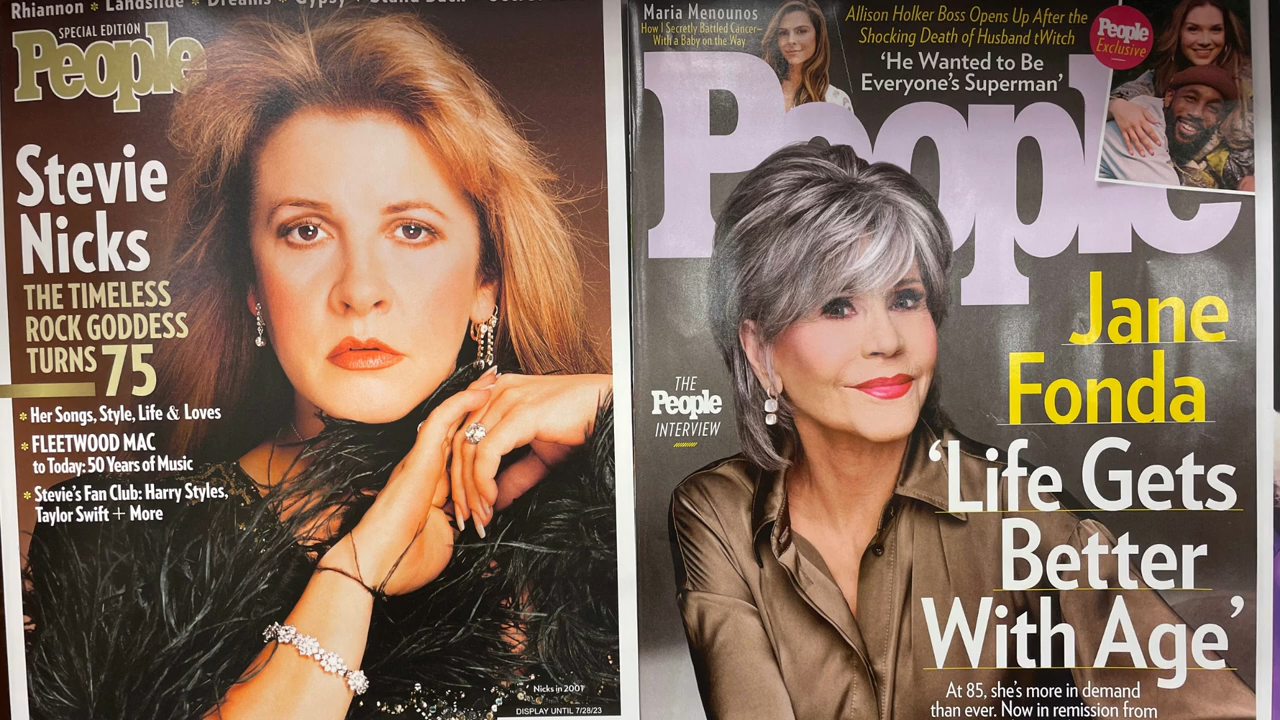 Rhiannon * Landslide * Dreams * Gypsy * Stand Back *
SPECIAL EDITION
People
Stevie
Nicks
THE TIMELESS
ROCK GODDESS
TURNS 75
* Her Songs, Style, Life & Loves
* FLEETWOOD MAC
to Today: 50 Years of Music
* Stevie's Fan Club: Harry Styles,
Taylor Swift + More
Nicks in 2001
DISPLAY UNTIL 7/28/23
Maria Menounos
How I Secretly Battled Cancer–
With a Baby on the Way
Allison Holker Boss Opens Up After the
Shocking Death of Husband tWitch
'He Wanted to Be
Everyone's Superman'
People
Exclusive
People
THE
People
INTERVIEW
Jane
Fonda
'Life Gets
Better
With Age'
At 85, she's more in demand
than ever. Now in remission from